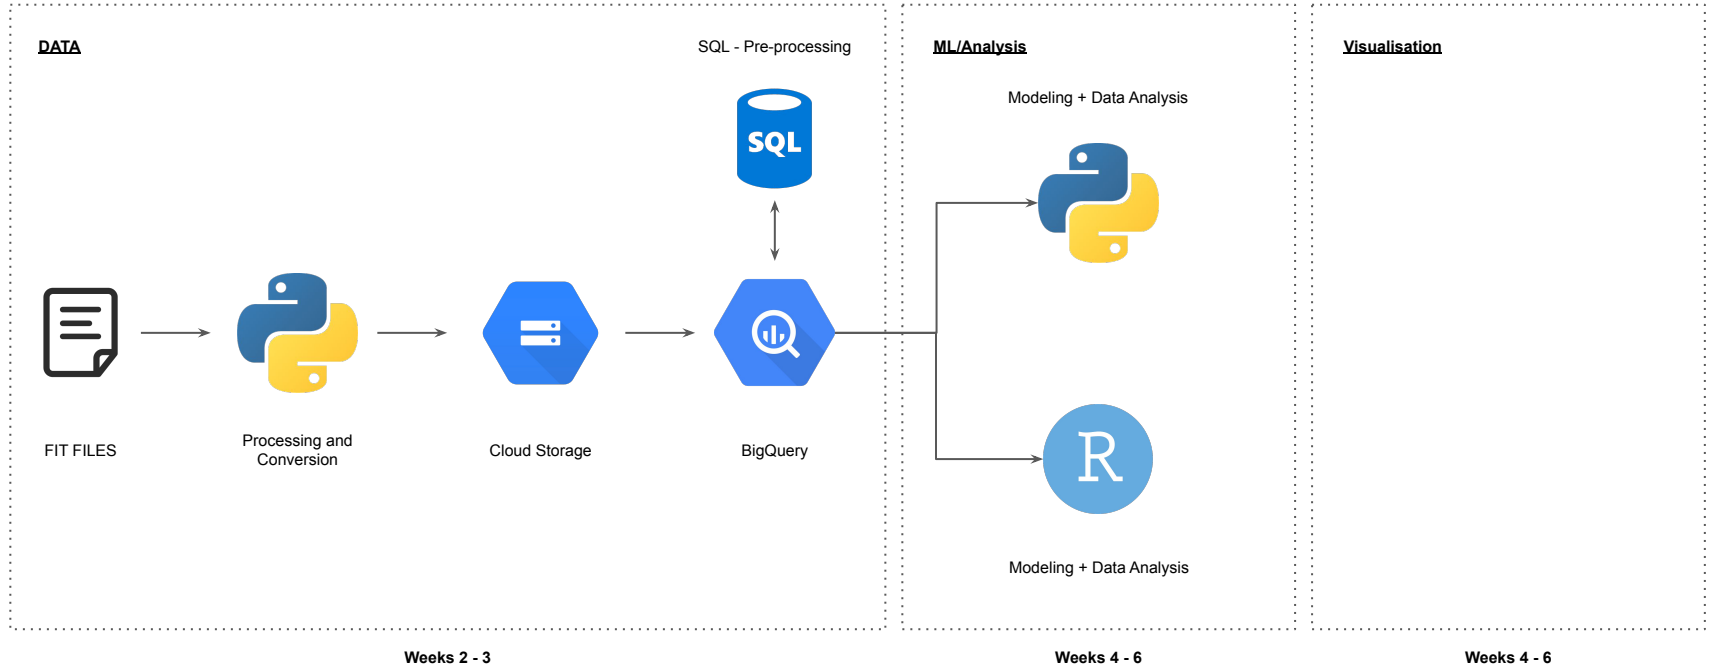 DATA
SQL - Pre-processing
SQL
FIT FILES
Processing and
Conversion
Cloud Storage
BigQuery
Weeks 2 - 3
ML/Analysis
Modeling + Data Analysis
R
Modeling + Data Analysis
Weeks 4 - 6
Visualisation
Weeks 4 - 6